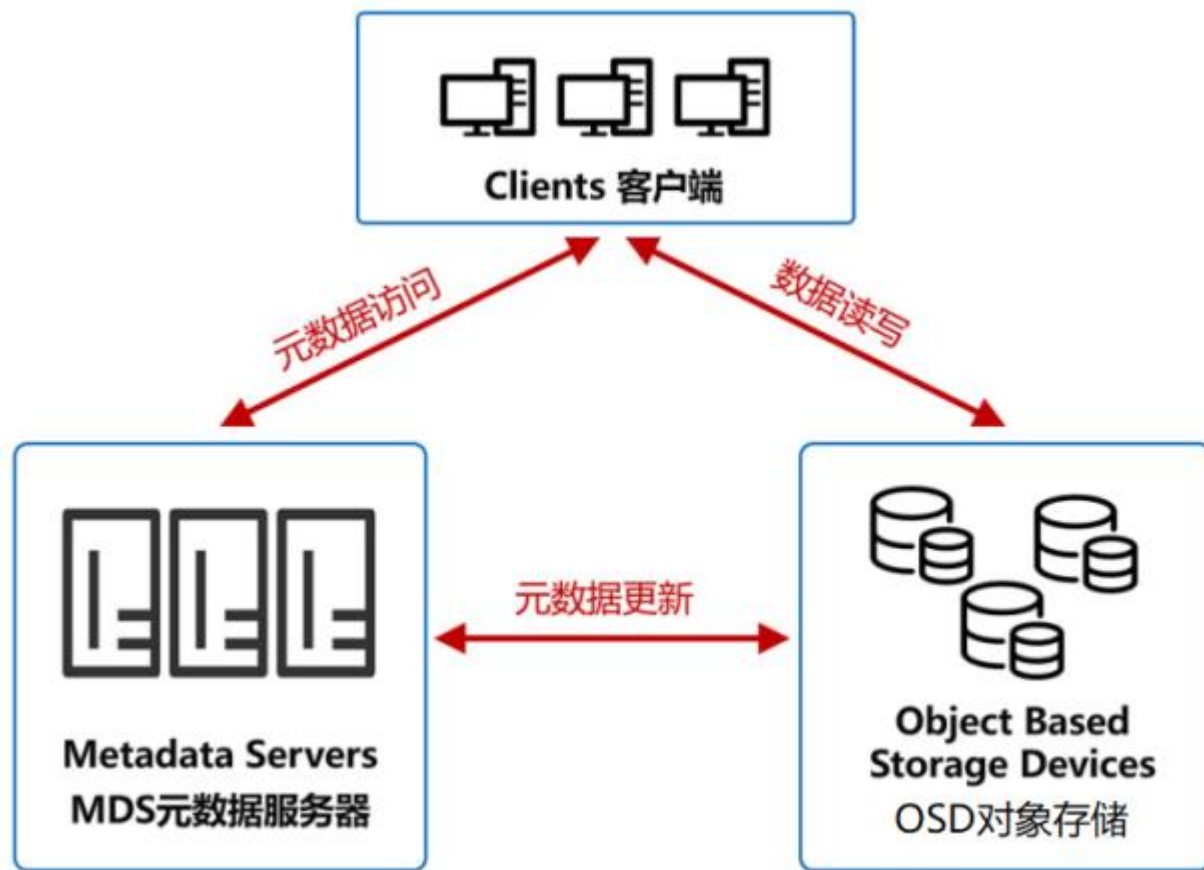 Clients 客户端
元数据访问
数据读写
元数据更新
Metadata Servers
MDS元数据服务器
Object Based
Storage Devices
OSD对象存储